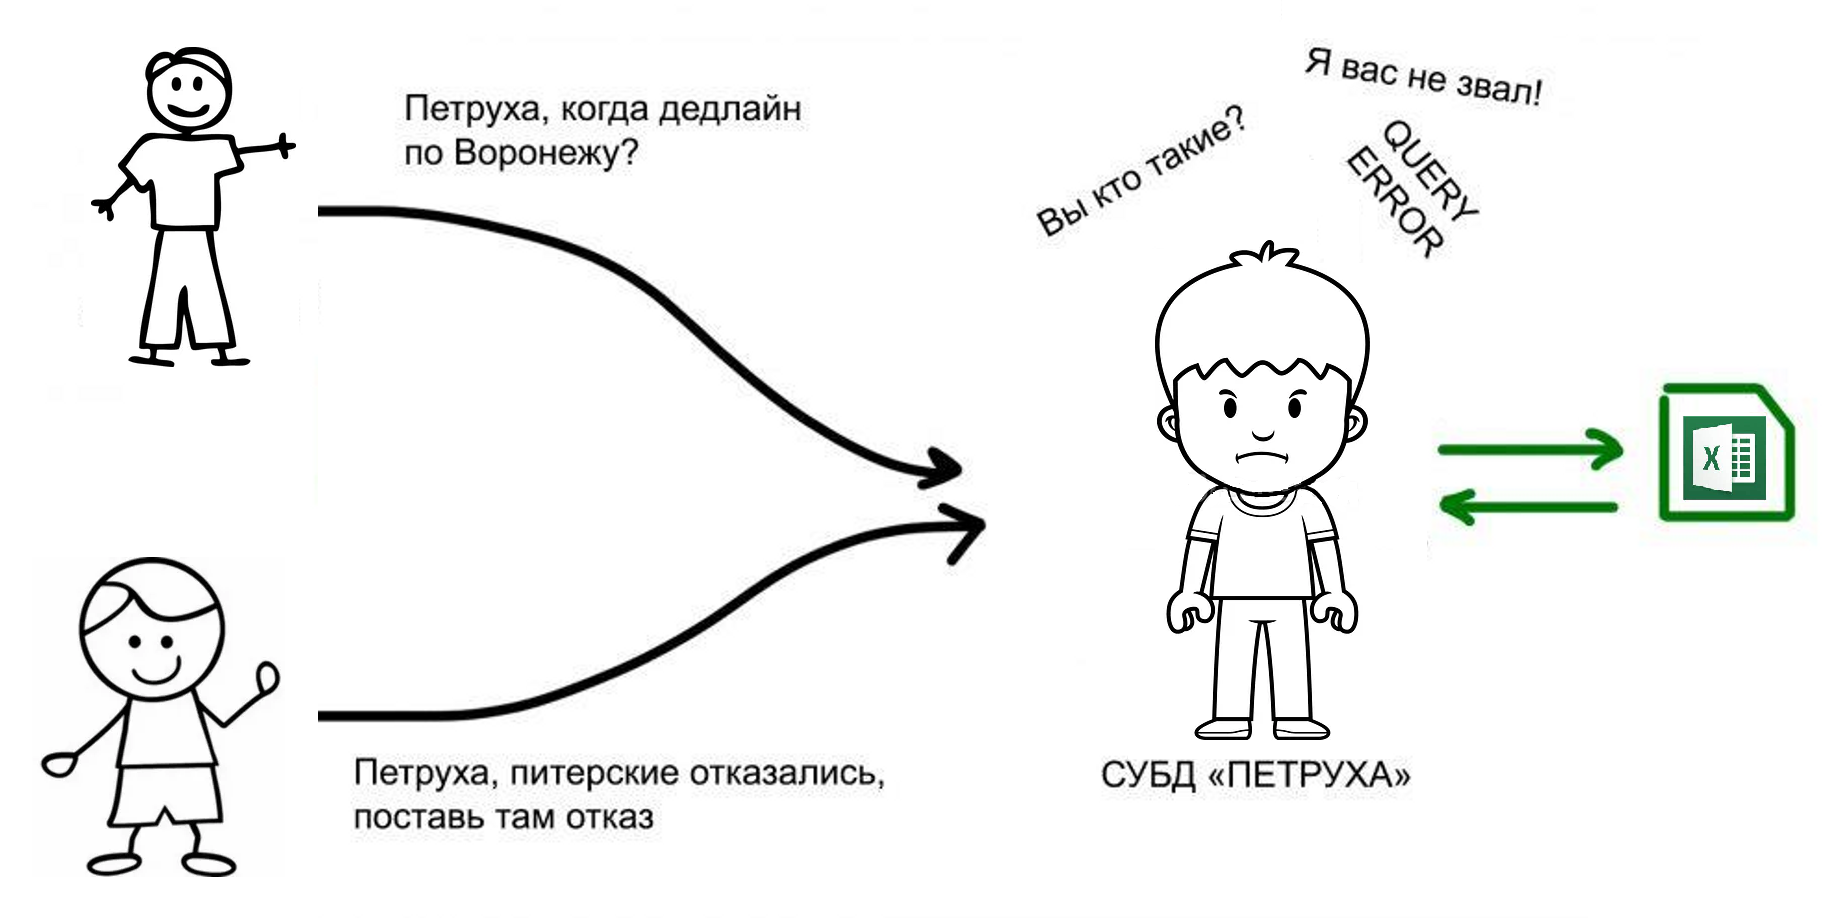 Петруха, когда дедлайн
по Воронежу?
Вы кто такие?
Я вас не звал!
QUERY
ERROR
X
Петруха, питерские отказались,
поставь там отказ
СУБД «ПЕТРУХА»